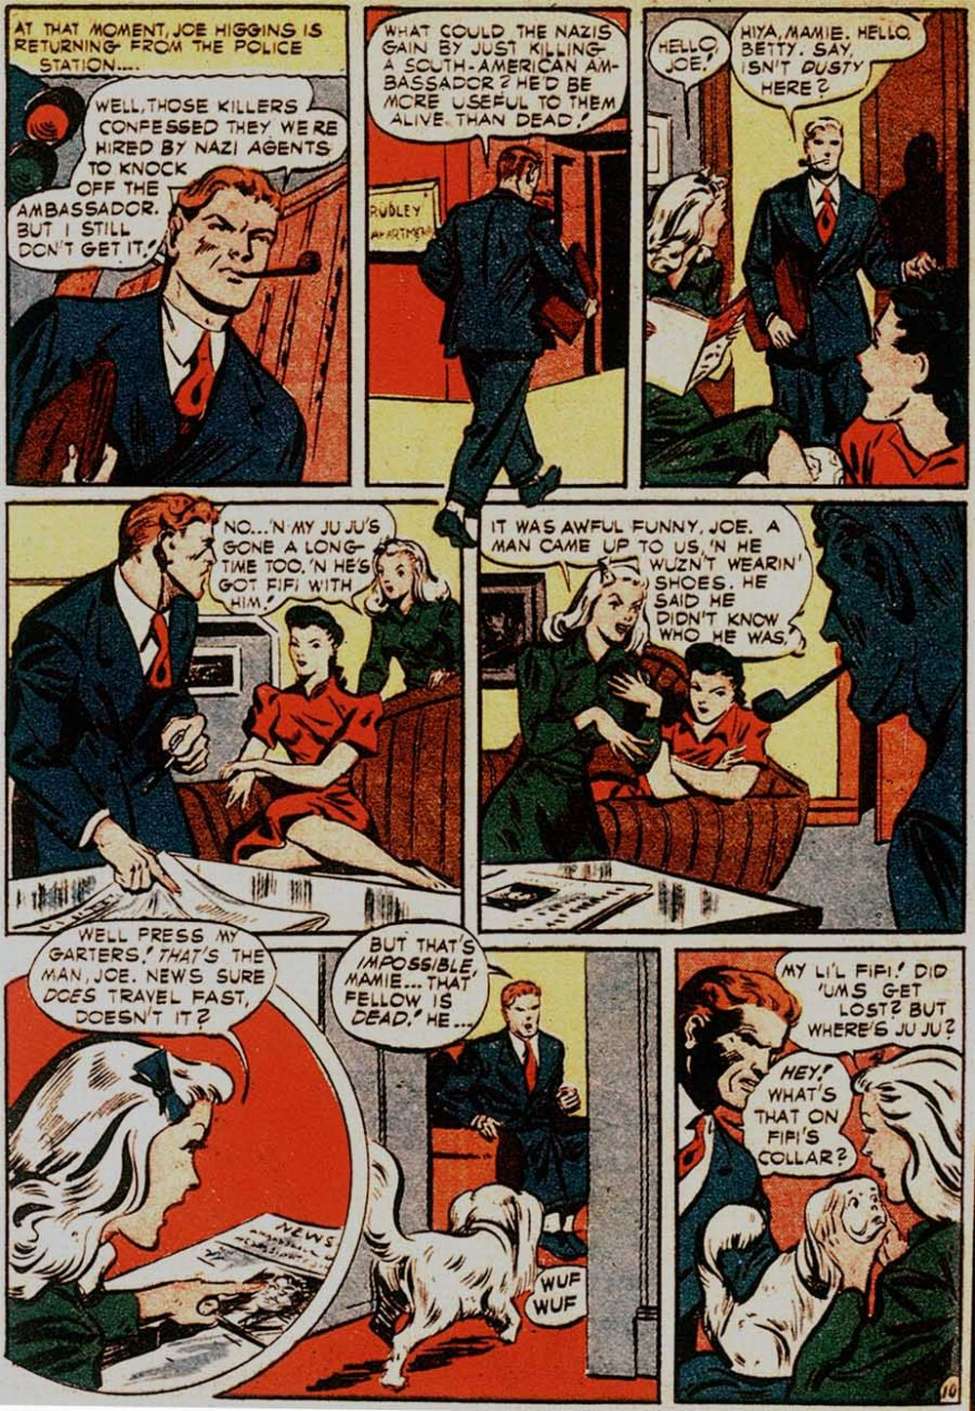 AT THAT MOMENT, JOE HIGGINS IS
RETURNING FROM THE POLICE
STATION....
WELL, THOSE KILLERS
CONFESSED THEY WERE
HIRED BY NAZI AGENTS
TO KNOCK
OFF THE
AMBASSADOR.
BUT I STILL
DON'T GET IT!
WHAT COULD THE NAZIS
GAIN BY JUST KILLING
A SOUTH-AMERICAN AM-
BASSADOR? HE'D BE
MORE USEFUL TO THEM
ALIVE THAN DEAD!
RUDLEY
APARTMEN
HELLO,
JOE!
HIYA, MAMIE. HELLO,
BETTY. SAY,
ISN'T DUSTY
HERE?
NO...'N MY JU JU'S
GONE A LONG-
TIME TOO, 'N HE'S
GOT FIFI WITH
HIM!
IT WAS AWFUL FUNNY, JOE. A
MAN CAME UP TO US, 'N HE
WUZN'T WEARIN'
SHOES. HE
SAID HE
DIDN'T KNOW
WHO HE WAS.
WELL PRESS MY
GARTERS! THAT'S THE
MAN, JOE. NEWS SURE
DOES TRAVEL FAST,
DOESN'T IT?
NEWS
BUT THAT'S
IMPOSSIBLE,
MAMIE... THAT
FELLOW IS
DEAD! HE...
WUF
WUF
MY LI'L FIFI! DID
'UMS GET
LOST? BUT
WHERE'S JU JU?
HEY!
WHAT'S
THAT ON
FIFI'S
COLLAR?
10